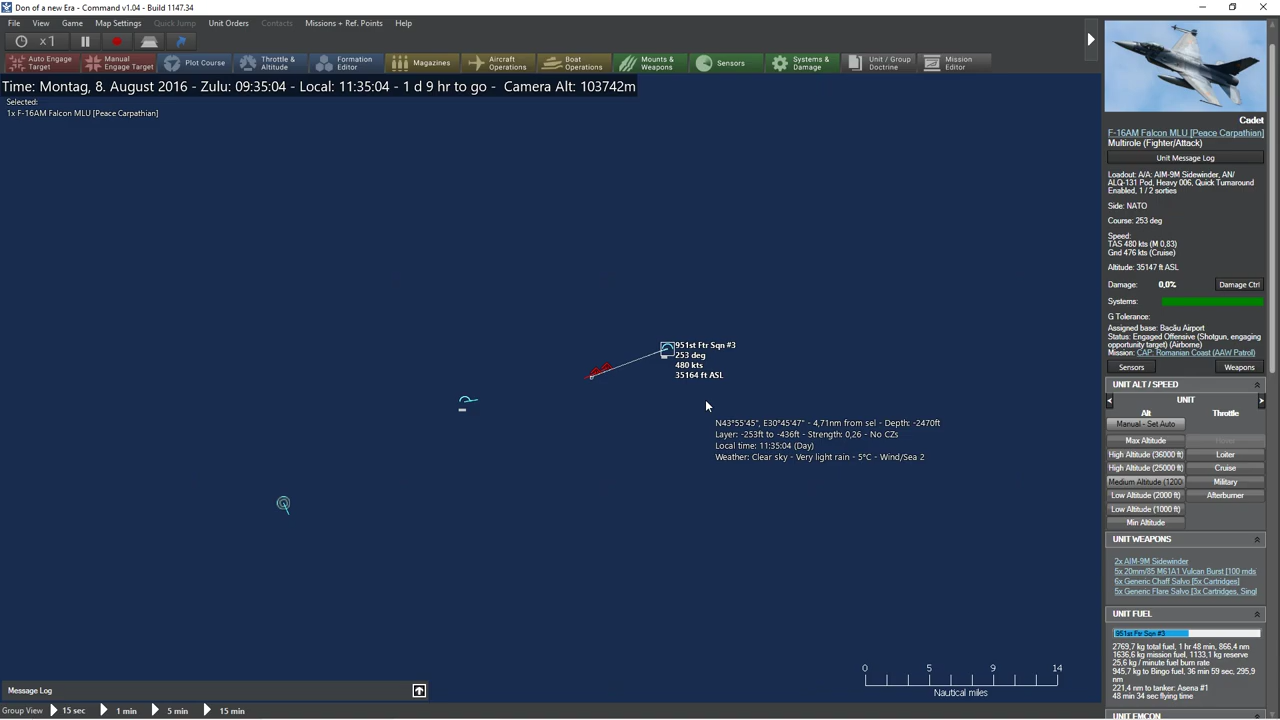 Don of a new Era - Command v1.04 - Build 1147.34
File View Game Map Settings Quick Jump Unit Orders Contacts Missions + Ref. Points Help
x1
Auto Engage Target
Manual Engage Target
Plot Course
Throttle & Altitude
Formation Editor
Magazines
Aircraft Operations
Boat Operations
Mounts & Weapons
Sensors
Systems & Damage
Unit / Group Doctrine
Mission Editor
Time: Montag, 8. August 2016 - Zulu: 09:35:04 - Local: 11:35:04 - 1 d 9 hr to go - Camera Alt: 103742m
Selected:
1x F-16AM Falcon MLU [Peace Carpathian]
951st Ftr Sqn #3
253 deg
480 kts
35164 ft ASL
N43°55'45", E30°45'47" - 4,71nm from sel - Depth: -2470ft
Layer: -253ft to -436ft - Strength: 0,26 - No CZs
Local time: 11:35:04 (Day)
Weather: Clear sky - Very light rain - 5°C - Wind/Sea 2
0 5 9 14
Nautical miles
Message Log
Group View 15 sec 1 min 5 min 15 min
Cadet
F-16AM Falcon MLU [Peace Carpathian]
Multirole (Fighter/Attack)
Unit Message Log
Loadout: A/A: AIM-9M Sidewinder, AN/
ALQ-131 Pod, Heavy 006, Quick Turnaround
Enabled, 1 / 2 sorties
Side: NATO
Course: 253 deg
Speed:
TAS 480 kts (M 0,83)
Gnd 476 kts (Cruise)
Altitude: 35147 ft ASL
Damage: 0,0% Damage Ctrl
Systems:
G Tolerance:
Assigned base: Bacău Airport
Status: Engaged Offensive (Shotgun, engaging
opportunity target) (Airborne)
Mission: CAP: Romanian Coast (AAW Patrol)
Sensors Weapons
UNIT ALT / SPEED
UNIT
Alt Throttle
Manual - Set Auto
Max Altitude
High Altitude (36000 ft) Loiter
High Altitude (25000 ft) Cruise
Medium Altitude (1200 Military
Low Altitude (2000 ft) Afterburner
Low Altitude (1000 ft)
Min Altitude
UNIT WEAPONS
2x AIM-9M Sidewinder
5x 20mm/85 M61A1 Vulcan Burst [100 rnds
6x Generic Chaff Salvo [5x Cartridges]
5x Generic Flare Salvo [3x Cartridges, Singl
UNIT FUEL
951st Ftr Sqn #3
2769,7 kg total fuel, 1 hr 48 min, 866,4 nm
1636,6 kg mission fuel, 1133,1 kg reserve
25,6 kg / minute fuel burn rate
945,7 kg to Bingo fuel, 36 min 59 sec, 295,9
nm
221,4 nm to tanker: Asena #1
48 min 34 sec flying time
UNIT EMCON